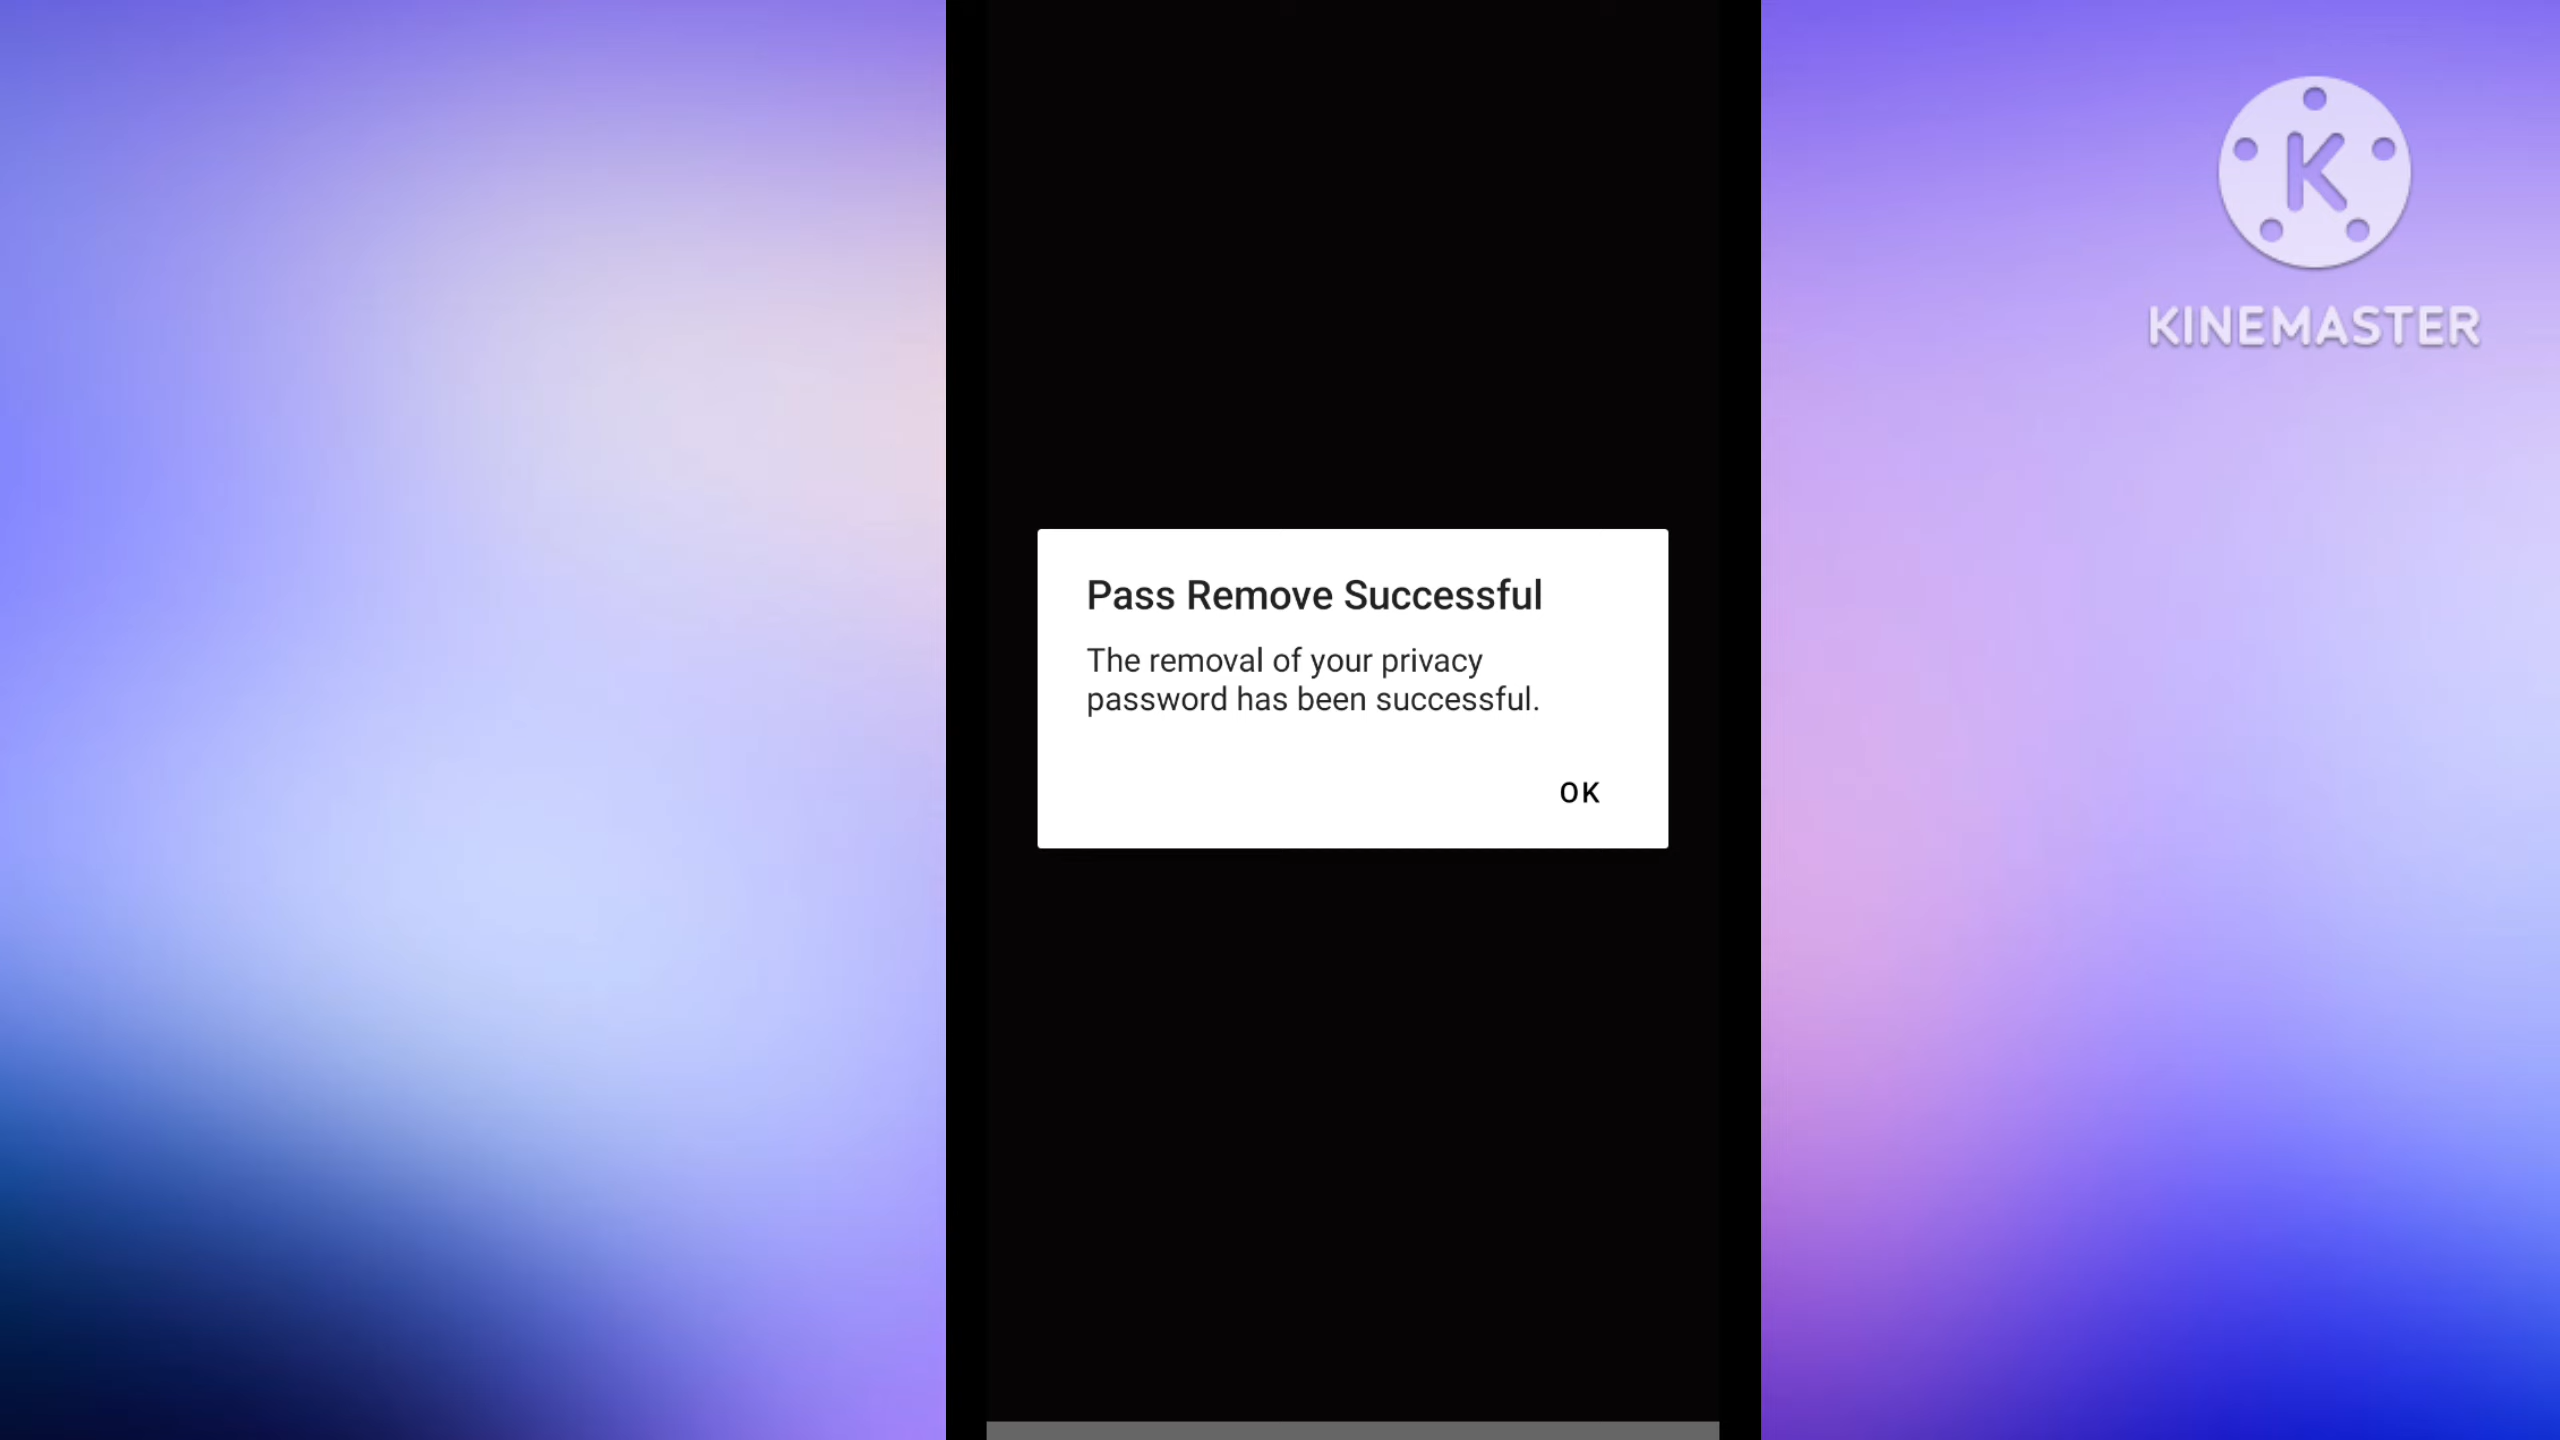 K
KINEMASTER
Pass Remove Successful
The removal of your privacy
password has been successful.
OK